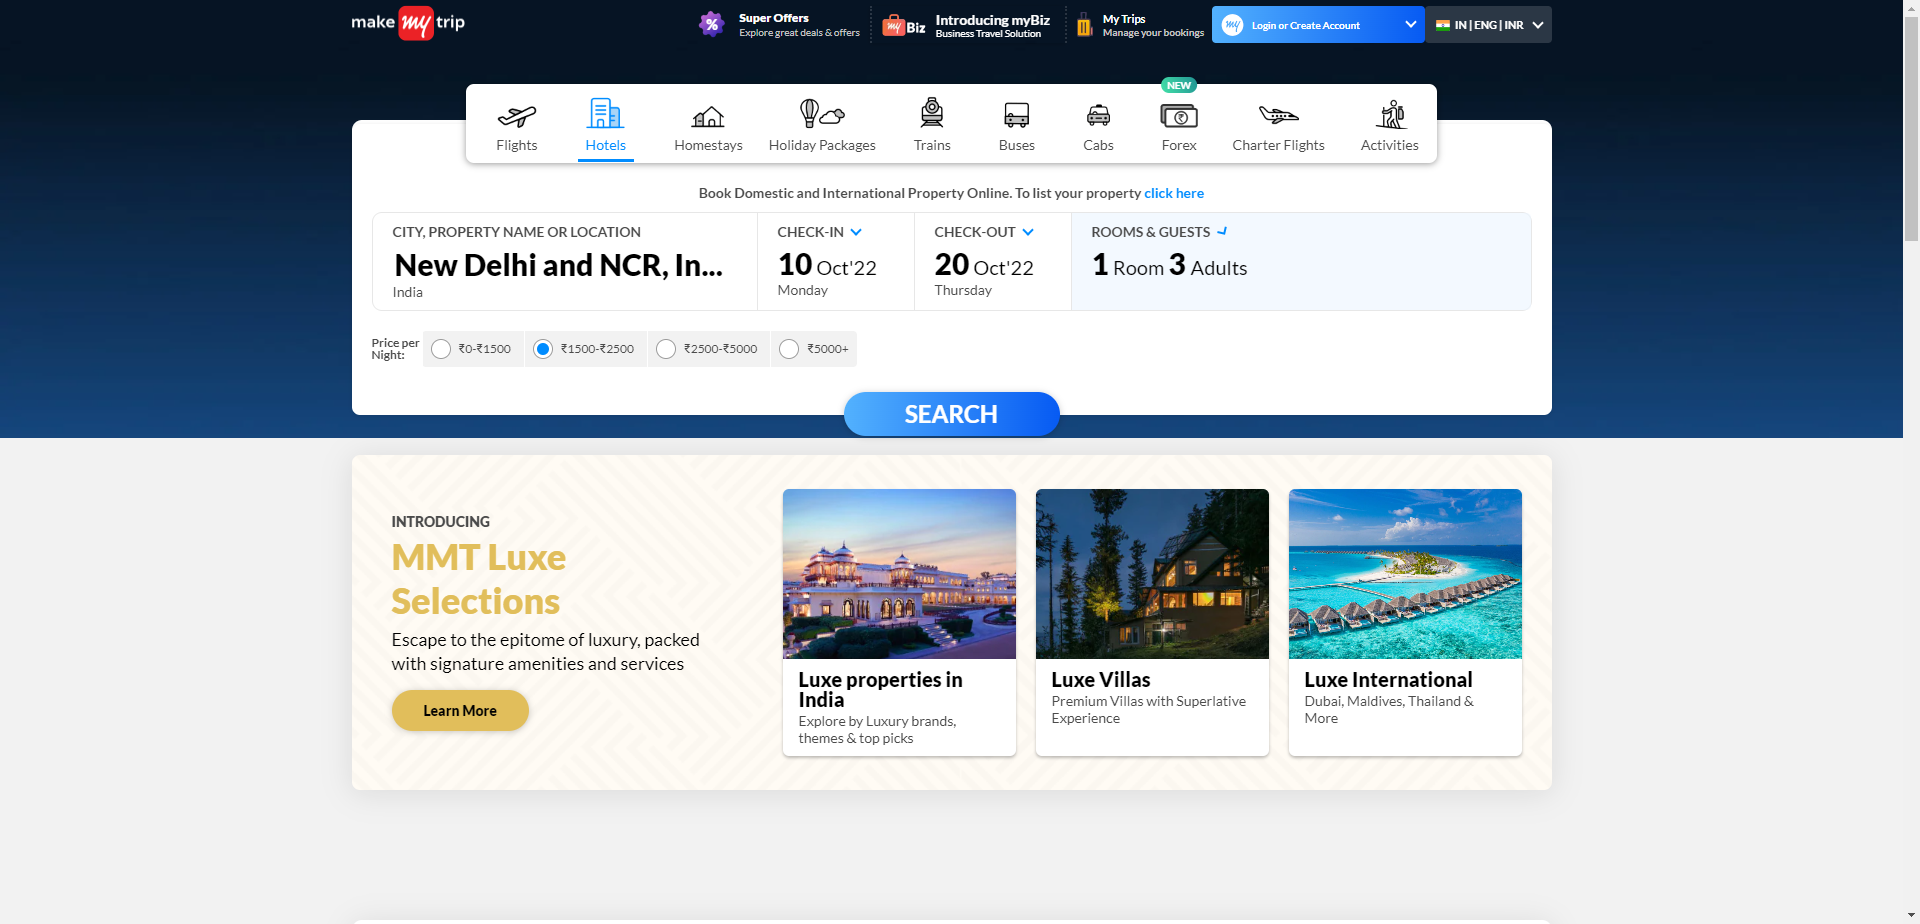 make my trip
%
Super Offers
Explore great deals & offers
my Biz
Introducing myBiz
Business Travel Solution
My Trips
Manage your bookings
my
Login or Create Account
IN | ENG | INR
NEW
Flights
Hotels
Homestays
Holiday Packages
Trains
Buses
Cabs
Forex
Charter Flights
Activities
Book Domestic and International Property Online. To list your property click here
CITY, PROPERTY NAME OR LOCATION
New Delhi and NCR, In...
India
CHECK-IN
10 Oct'22
Monday
CHECK-OUT
20 Oct'22
Thursday
ROOMS & GUESTS
1 Room 3 Adults
Price per
Night:
₹0-₹1500
₹1500-₹2500
₹2500-₹5000
₹5000+
SEARCH
INTRODUCING
MMT Luxe
Selections
Escape to the epitome of luxury, packed
with signature amenities and services
Learn More
Luxe properties in
India
Explore by Luxury brands,
themes & top picks
Luxe Villas
Premium Villas with Superlative
Experience
Luxe International
Dubai, Maldives, Thailand &
More